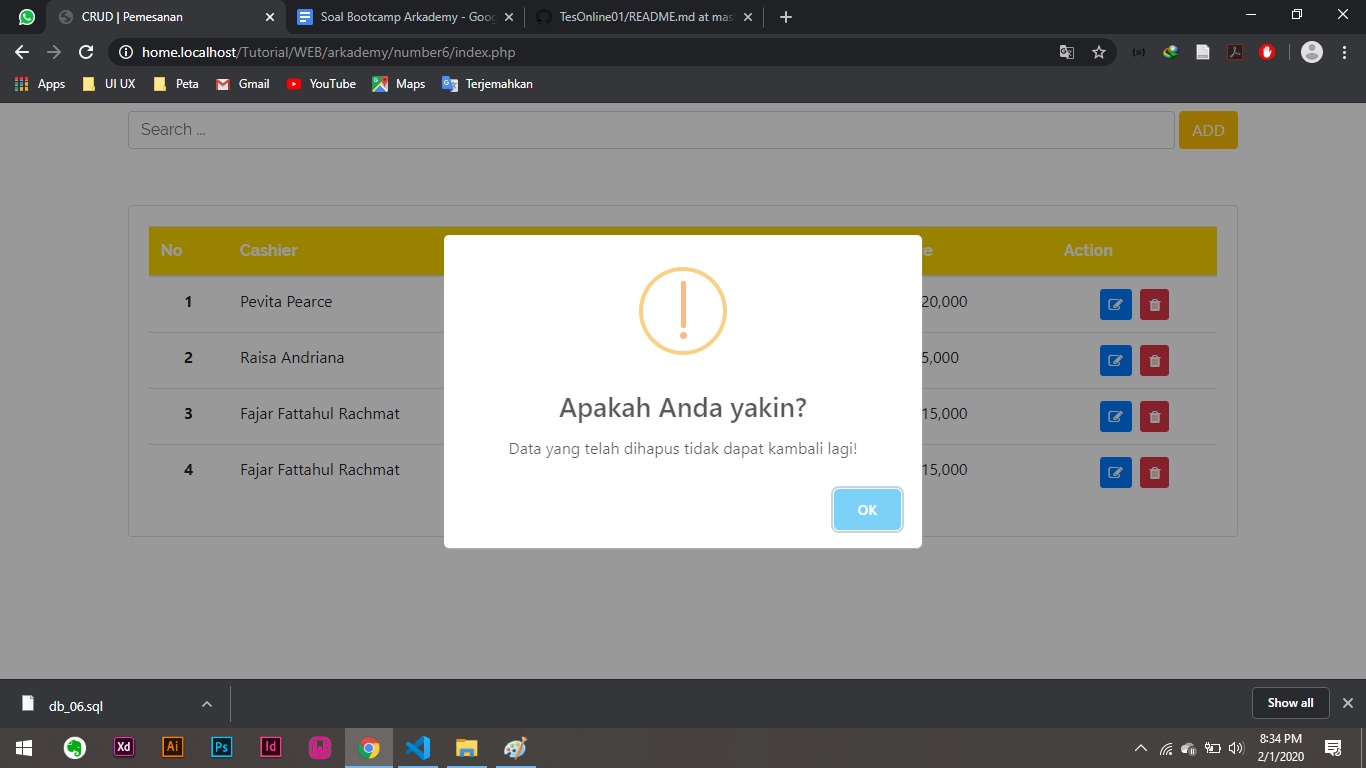 CRUD | Pemesanan
Soal Bootcamp Arkademy - Goo
TesOnline01/README.md at mas
home.localhost/Tutorial/WEB/arkademy/number6/index.php
Apps UI UX Peta Gmail YouTube Maps Terjemahkan
Search ...
ADD
No Cashier Action
1 Pevita Pearce 20,000
2 Raisa Andriana 5,000
3 Fajar Fattahul Rachmat 15,000
4 Fajar Fattahul Rachmat 15,000
Apakah Anda yakin?
Data yang telah dihapus tidak dapat kambali lagi!
OK
db_06.sql
Show all
Xd Ai Ps Id
8:34 PM
2/1/2020